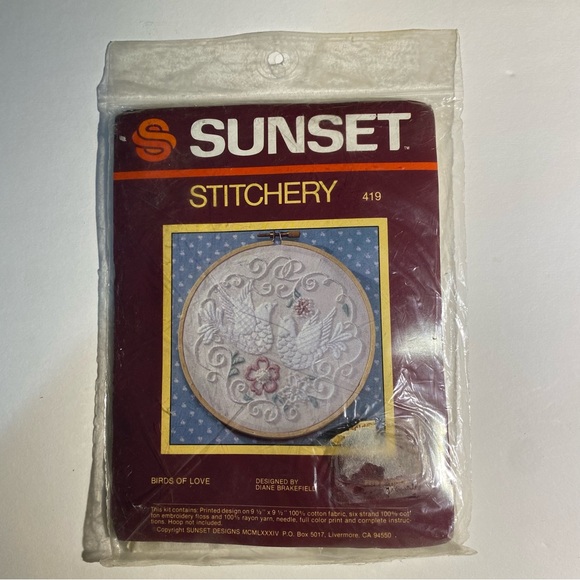 SUNSET™
STITCHERY 419
BIRDS OF LOVE
DESIGNED BY
DIANE BRAKEFIELD
This kit contains: Printed design on 9 ½" x 9 ½" 100% cotton fabric, six strand 100% cot-
ton embroidery floss and 100% rayon yarn, needle, full color print and complete instruc-
tions. Hoop not included.
©Copyright SUNSET DESIGNS MCMLXXXIV P.O. Box 5017, Livermore, CA 94550